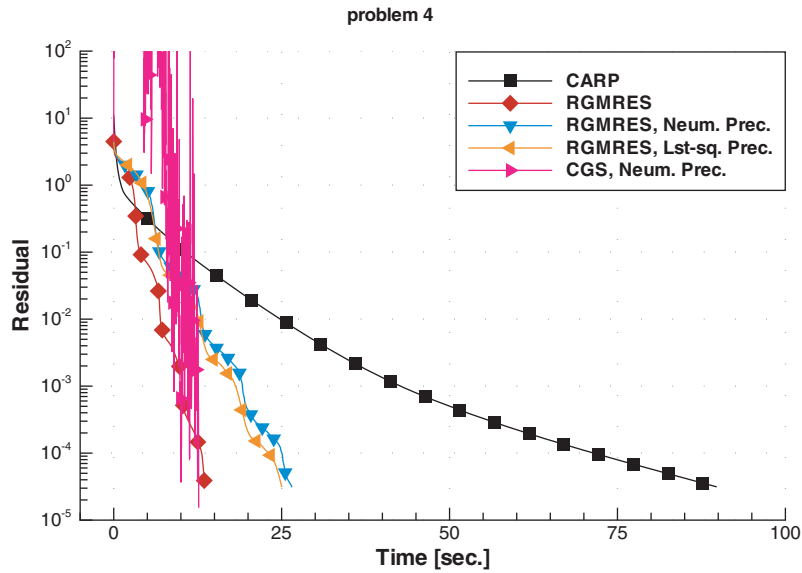 problem 4
10^2
10^1
10^0
10^-1
10^-2
10^-3
10^-4
10^-5
Residual
CARP
RGMRES
RGMRES, Neum. Prec.
RGMRES, Lst-sq. Prec.
CGS, Neum. Prec.
0 25 50 75 100
Time [sec.]